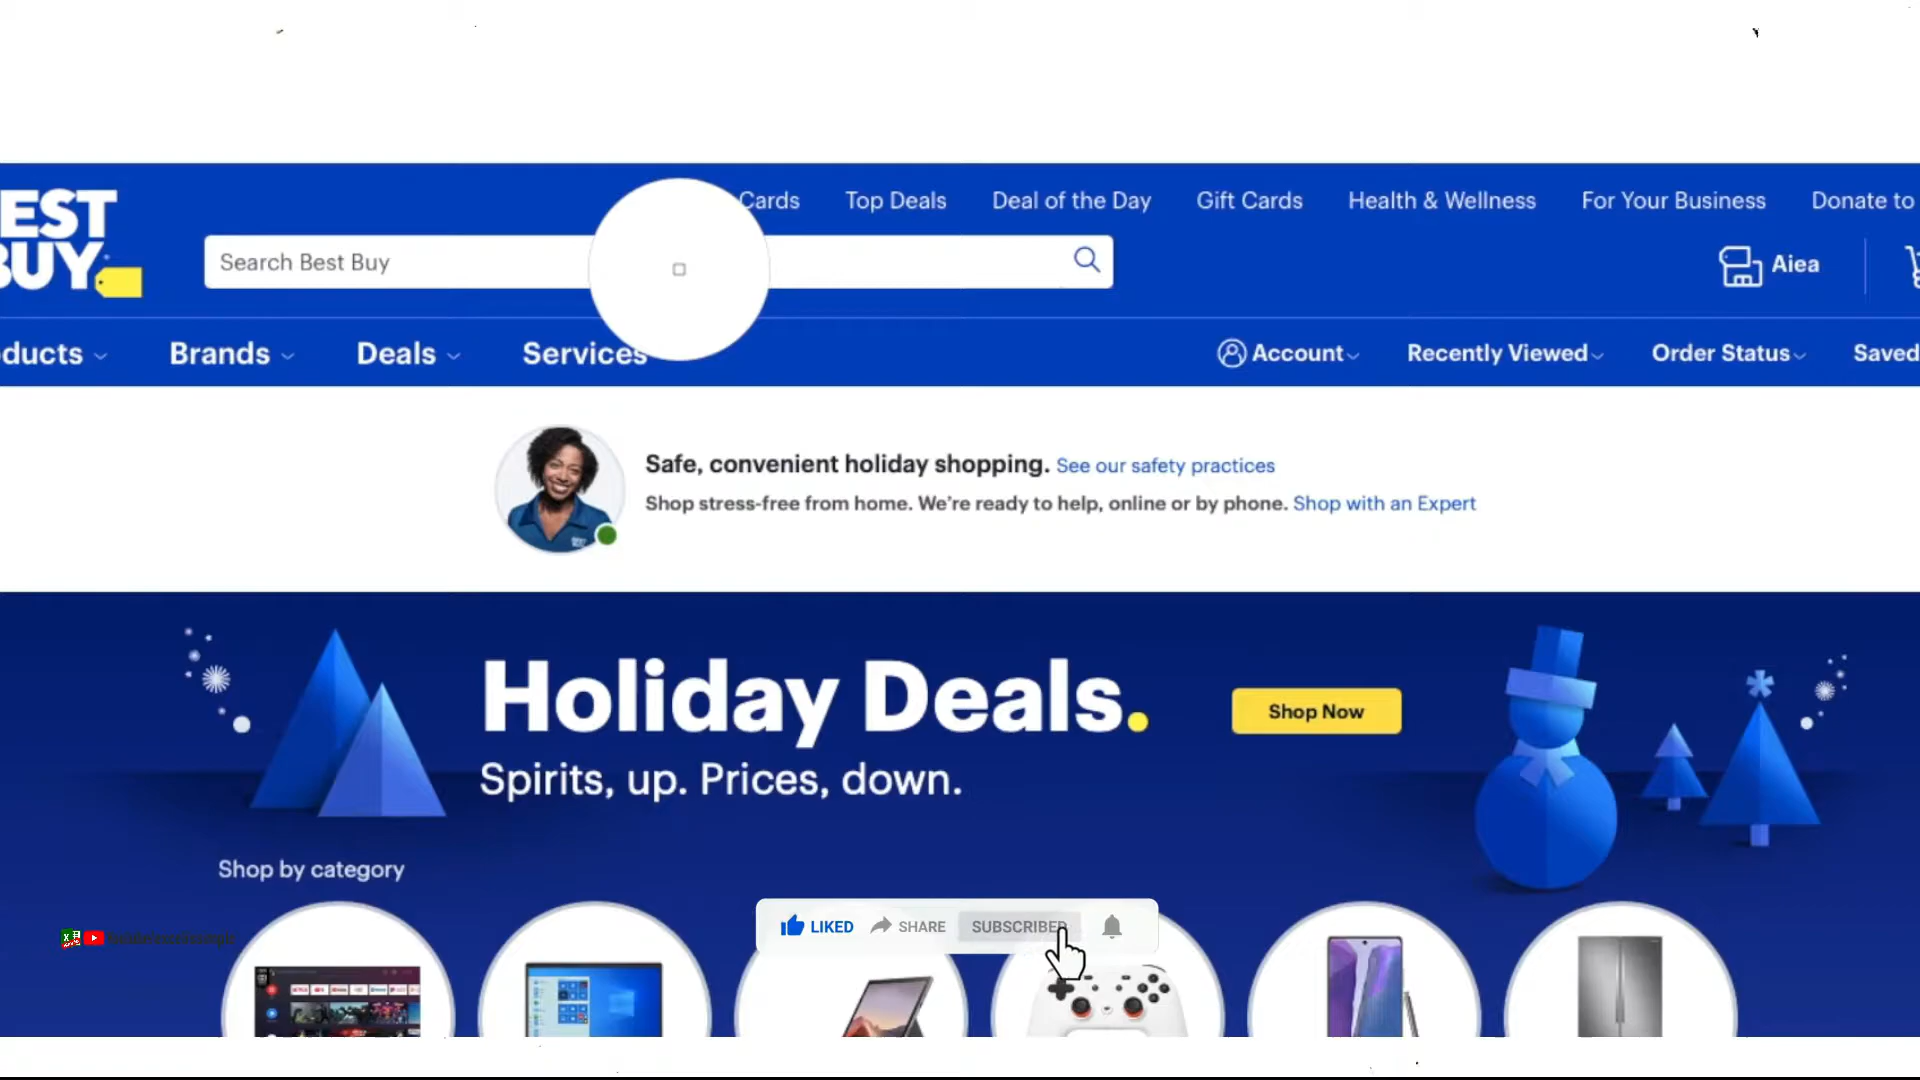 EST
BUY
Cards
Top Deals
Deal of the Day
Gift Cards
Health & Wellness
For Your Business
Donate to
Search Best Buy
Aiea
ducts
Brands
Deals
Services
Account
Recently Viewed
Order Status
Saved
Safe, convenient holiday shopping. See our safety practices
Shop stress-free from home. We're ready to help, online or by phone. Shop with an Expert
Holiday Deals.
Shop Now
Spirits, up. Prices, down.
Shop by category
LIKED
SHARE
SUBSCRIBED